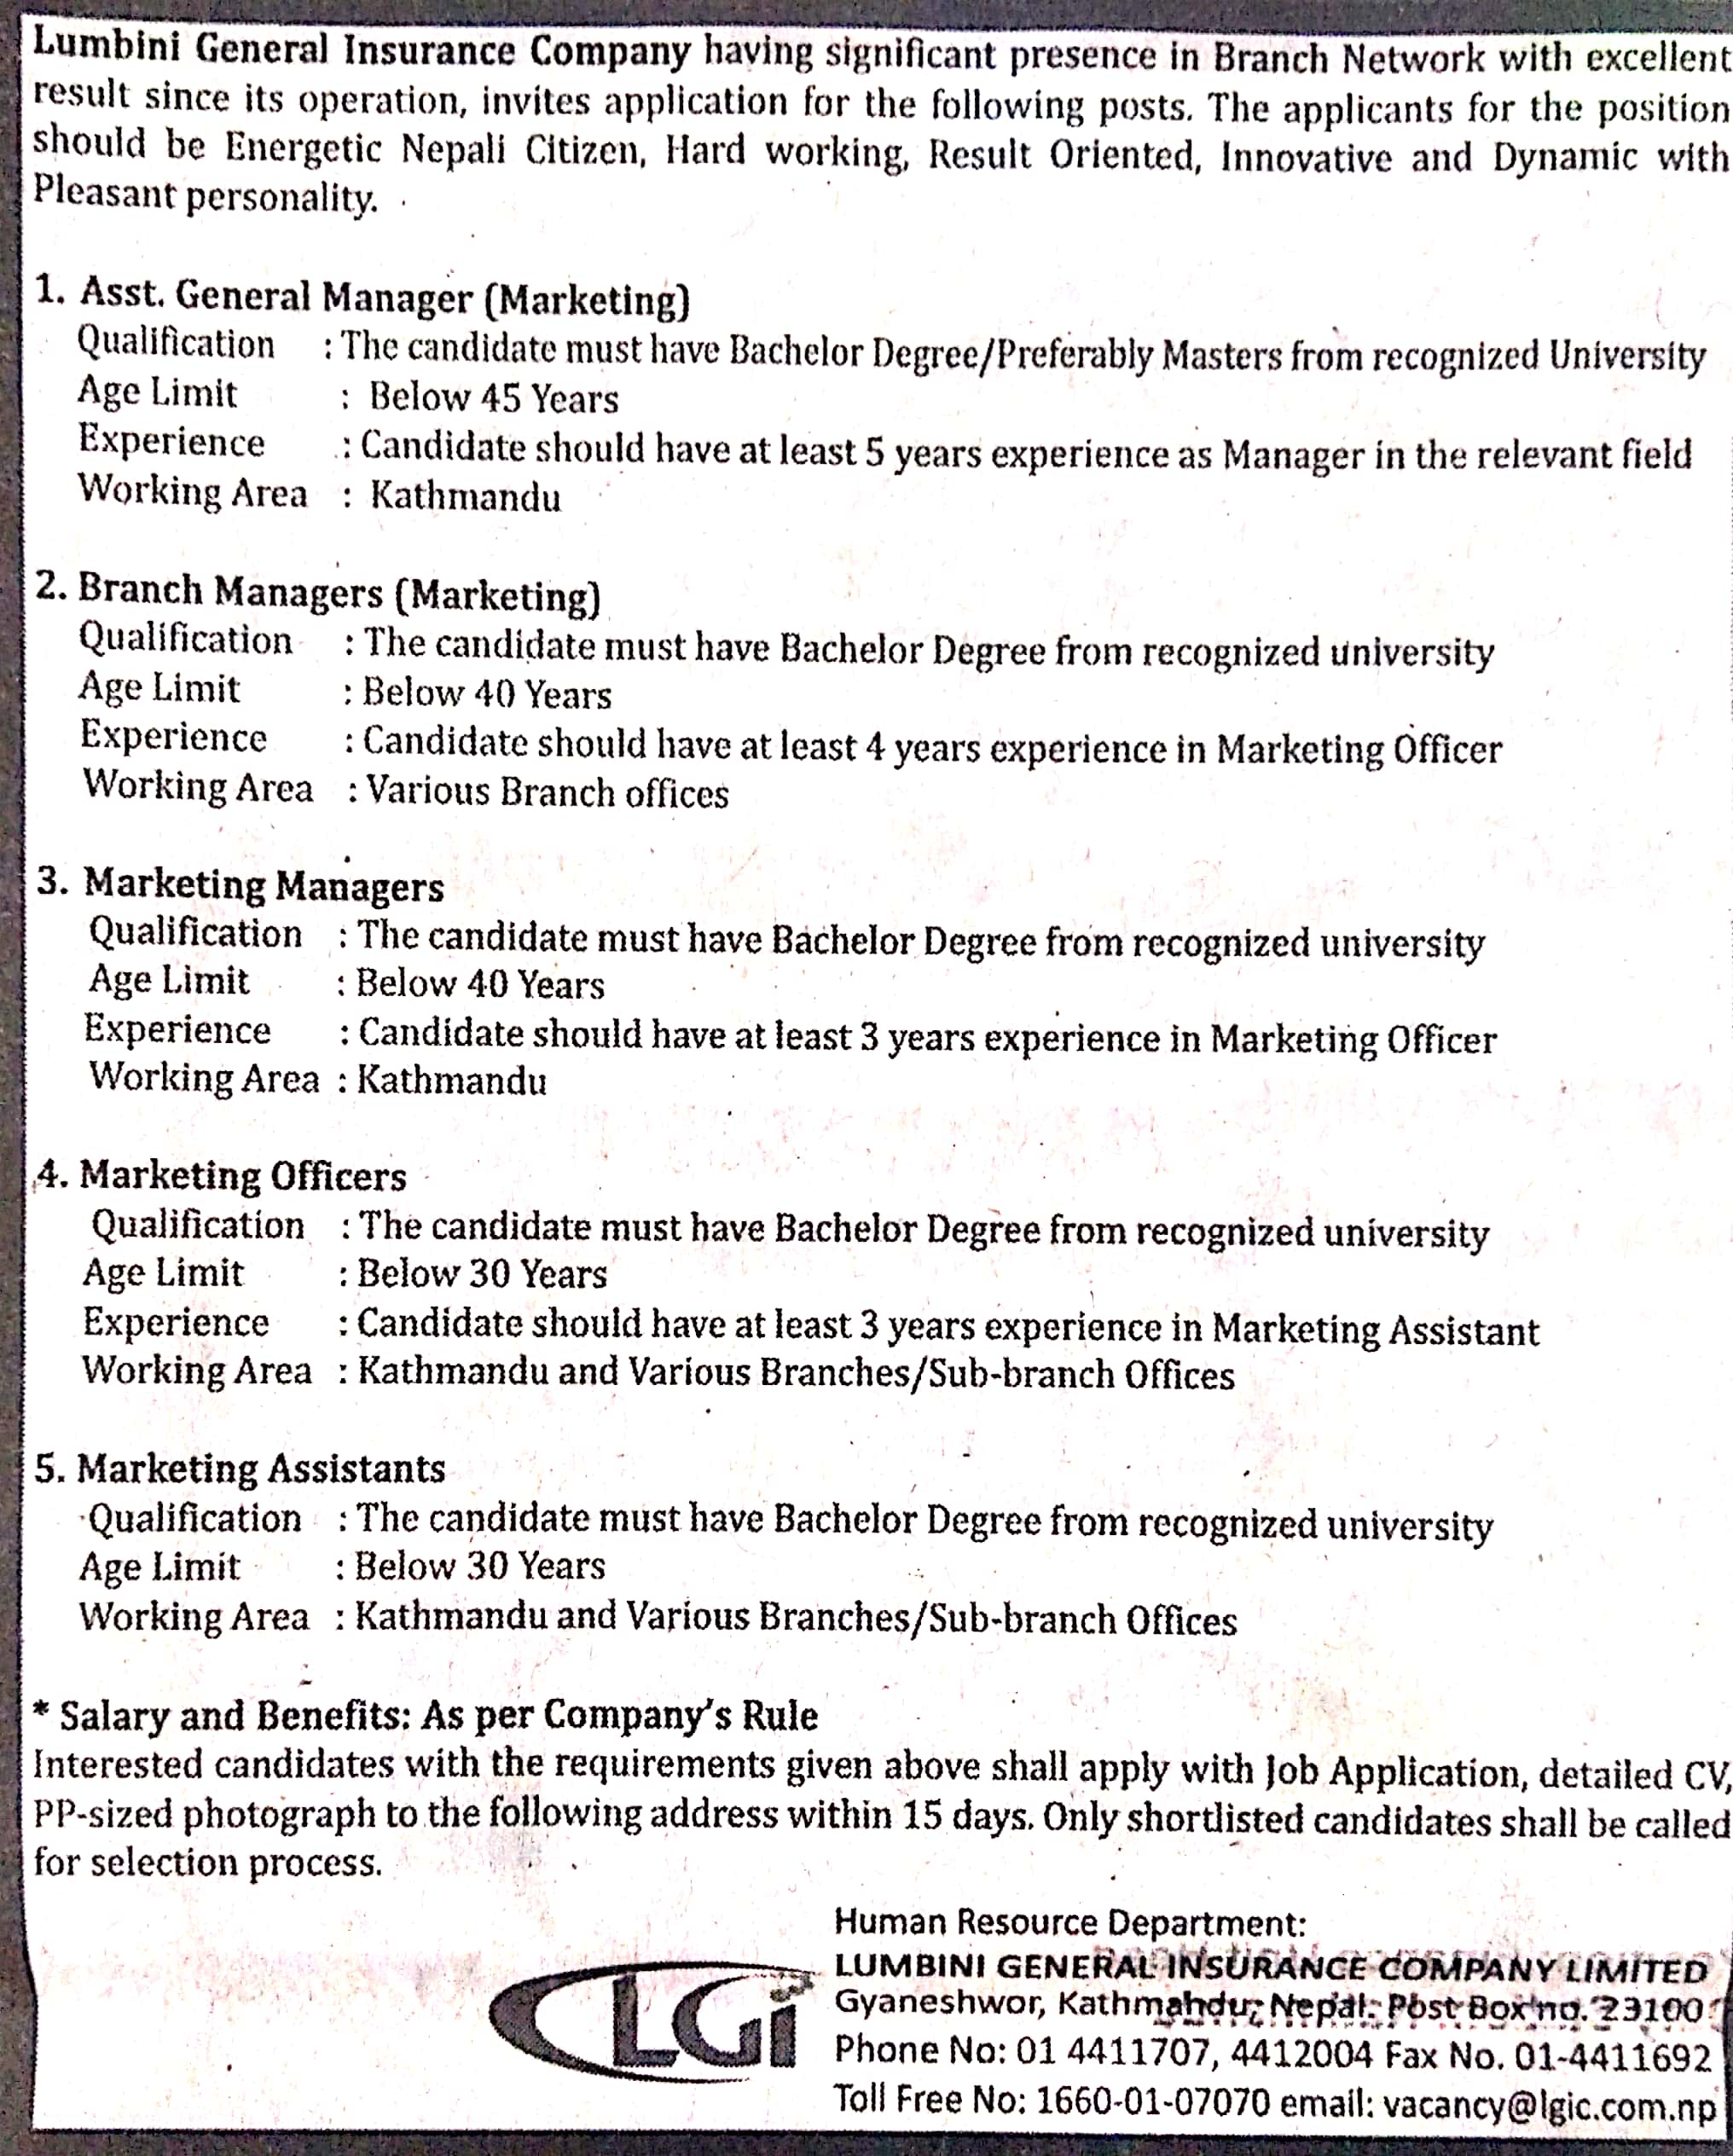 Lumbini General Insurance Company having significant presence in Branch Network with excellent
result since its operation, invites application for the following posts. The applicants for the position
should be Energetic Nepali Citizen, Hard working, Result Oriented, Innovative and Dynamic with
Pleasant personality.
1. Asst. General Manager (Marketing)
Qualification : The candidate must have Bachelor Degree/Preferably Masters from recognized University
Age Limit : Below 45 Years
Experience : Candidate should have at least 5 years experience as Manager in the relevant field
Working Area : Kathmandu
2. Branch Managers (Marketing)
Qualification : The candidate must have Bachelor Degree from recognized university
Age Limit : Below 40 Years
Experience : Candidate should have at least 4 years experience in Marketing Officer
Working Area : Various Branch offices
3. Marketing Managers
Qualification : The candidate must have Bachelor Degree from recognized university
Age Limit : Below 40 Years
Experience : Candidate should have at least 3 years experience in Marketing Officer
Working Area : Kathmandu
4. Marketing Officers
Qualification : The candidate must have Bachelor Degree from recognized university
Age Limit : Below 30 Years
Experience : Candidate should have at least 3 years experience in Marketing Assistant
Working Area : Kathmandu and Various Branches/Sub-branch Offices
5. Marketing Assistants
Qualification : The candidate must have Bachelor Degree from recognized university
Age Limit : Below 30 Years
Working Area : Kathmandu and Various Branches/Sub-branch Offices
* Salary and Benefits: As per Company's Rule
Interested candidates with the requirements given above shall apply with Job Application, detailed CV,
PP-sized photograph to the following address within 15 days. Only shortlisted candidates shall be called
for selection process.
LGi
Human Resource Department:
LUMBINI GENERAL INSURANCE COMPANY LIMITED
Gyaneshwor, Kathmandu, Nepal. Post Box no. 23100
Phone No: 01 4411707, 4412004 Fax No. 01-4411692
Toll Free No: 1660-01-07070 email: vacancy@lgic.com.np